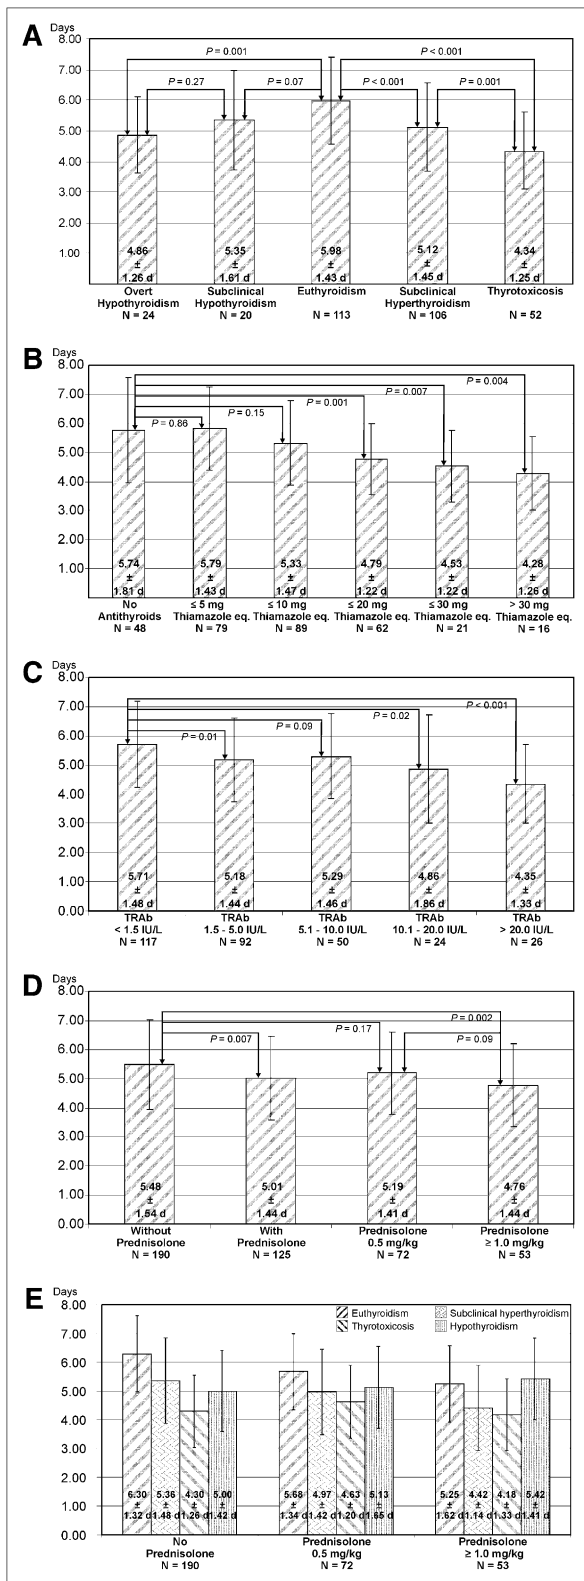 A
Days
8.00
7.00
6.00
5.00
4.00
3.00
2.00
1.00
P = 0.001
P < 0.001
P = 0.27
P = 0.07
P < 0.001
P = 0.001
4.86 ± 1.26 d
5.35 ± 1.61 d
5.98 ± 1.43 d
5.12 ± 1.45 d
4.34 ± 1.25 d
Overt Hypothyroidism N = 24
Subclinical Hypothyroidism N = 20
Euthyroidism N = 113
Subclinical Hyperthyroidism N = 106
Thyrotoxicosis N = 52
B
Days
8.00
7.00
6.00
5.00
4.00
3.00
2.00
1.00
P = 0.004
P = 0.007
P = 0.001
P = 0.15
P = 0.86
5.74 ± 1.81 d
5.79 ± 1.43 d
5.33 ± 1.47 d
4.79 ± 1.22 d
4.53 ± 1.22 d
4.28 ± 1.26 d
No Antithyroids N = 48
≤ 5 mg Thiamazole eq. N = 79
≤ 10 mg Thiamazole eq. N = 89
≤ 20 mg Thiamazole eq. N = 62
≤ 30 mg Thiamazole eq. N = 21
> 30 mg Thiamazole eq. N = 16
C
Days
8.00
7.00
6.00
5.00
4.00
3.00
2.00
1.00
0.00
P < 0.001
P = 0.02
P = 0.09
P = 0.01
5.71 ± 1.48 d
5.18 ± 1.44 d
5.29 ± 1.46 d
4.86 ± 1.86 d
4.35 ± 1.33 d
TRAb < 1.5 IU/L N = 117
TRAb 1.5 - 5.0 IU/L N = 92
TRAb 5.1 - 10.0 IU/L N = 50
TRAb 10.1 - 20.0 IU/L N = 24
TRAb > 20.0 IU/L N = 26
D
Days
8.00
7.00
6.00
5.00
4.00
3.00
2.00
1.00
0.00
P = 0.002
P = 0.17
P = 0.007
P = 0.09
5.48 ± 1.54 d
5.01 ± 1.44 d
5.19 ± 1.41 d
4.76 ± 1.44 d
Without Prednisolone N = 190
With Prednisolone N = 125
Prednisolone 0.5 mg/kg N = 72
Prednisolone ≥ 1.0 mg/kg N = 53
E
Days
8.00
7.00
6.00
5.00
4.00
3.00
2.00
1.00
0.00
Euthyroidism
Subclinical hyperthyroidism
Thyrotoxicosis
Hypothyroidism
6.30 ± 1.32 d
5.36 ± 1.48 d
4.30 ± 1.26 d
5.00 ± 1.42 d
5.68 ± 1.34 d
4.97 ± 1.42 d
4.63 ± 1.20 d
5.13 ± 1.65 d
5.25 ± 1.62 d
4.42 ± 1.14 d
4.18 ± 1.33 d
5.42 ± 1.41 d
No Prednisolone N = 190
Prednisolone 0.5 mg/kg N = 72
Prednisolone ≥ 1.0 mg/kg N = 53